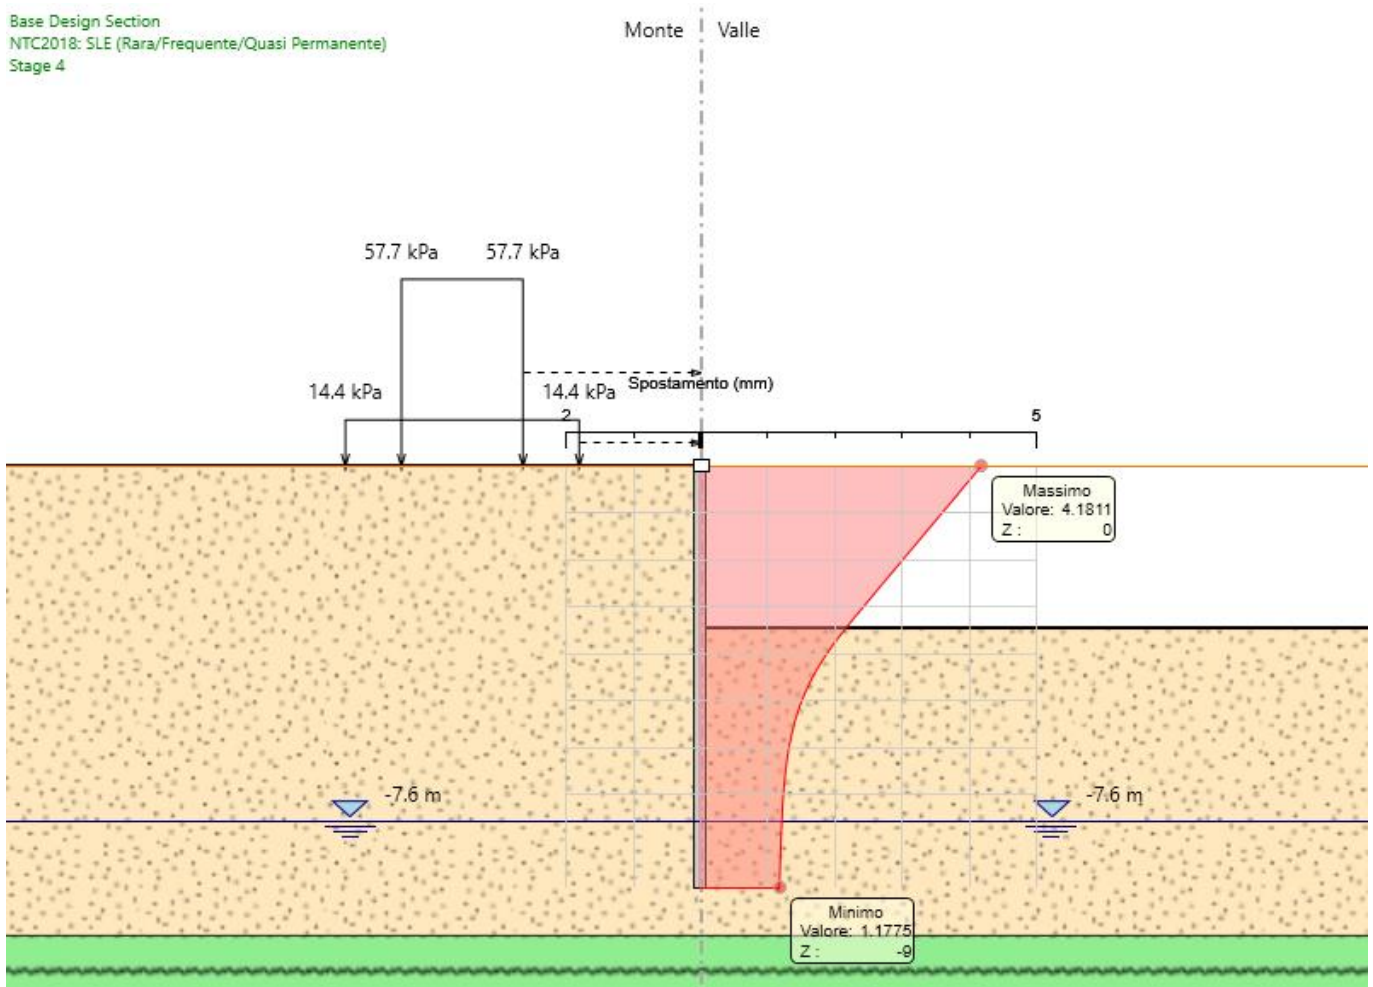 Base Design Section
NTC2018: SLE (Rara/Frequente/Quasi Permanente)
Stage 4
Monte Valle
57.7 kPa 57.7 kPa
14.4 kPa 14.4 kPa
Spostamento (mm)
2 5
Massimo
Valore: 4.1811
Z : 0
-7.6 m -7.6 m
Minimo
Valore: 1.1775
Z : -9